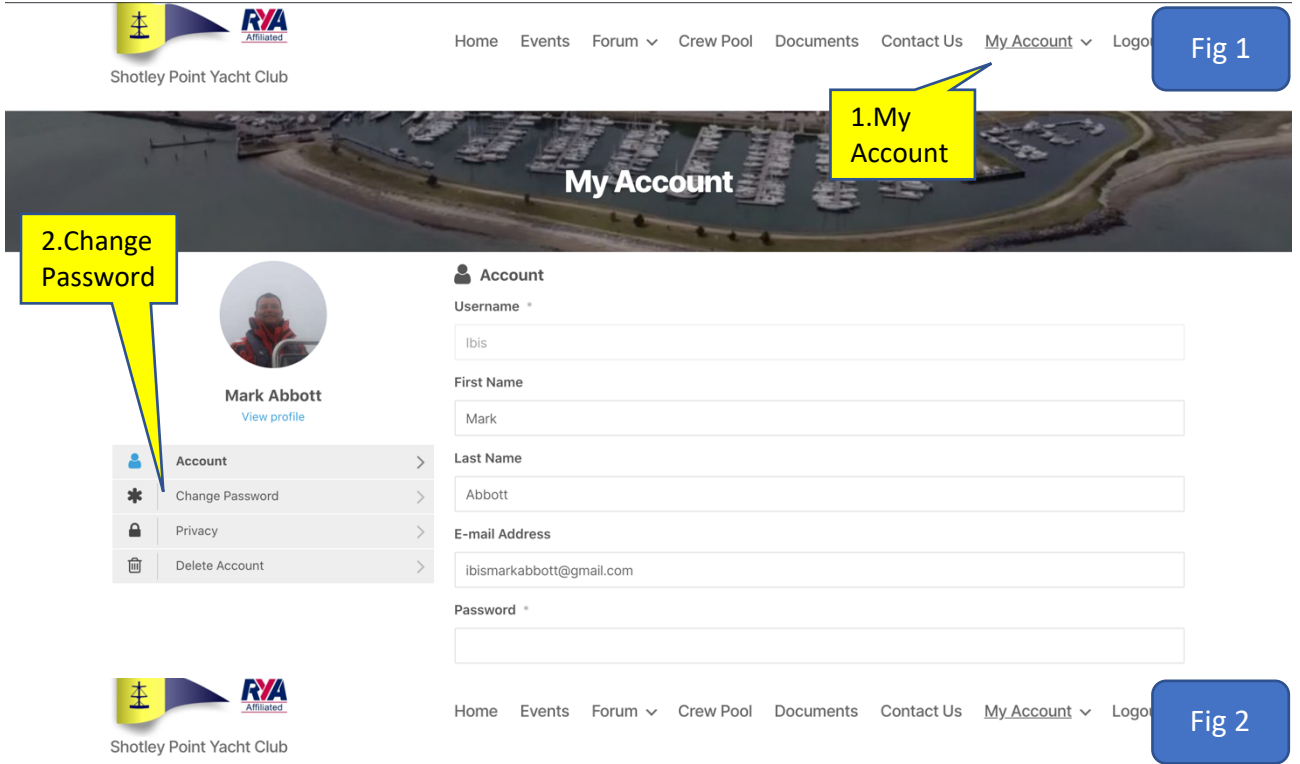 RYA
Affiliated
Shotley Point Yacht Club
Home Events Forum Crew Pool Documents Contact Us My Account
Fig 1
1.My
Account
My Account
2.Change
Password
Mark Abbott
View profile
Account
Change Password
Privacy
Delete Account
Account
Username *
Ibis
First Name
Mark
Last Name
Abbott
E-mail Address
ibismarkabbott@gmail.com
Password *
RYA
Affiliated
Shotley Point Yacht Club
Home Events Forum Crew Pool Documents Contact Us My Account
Fig 2